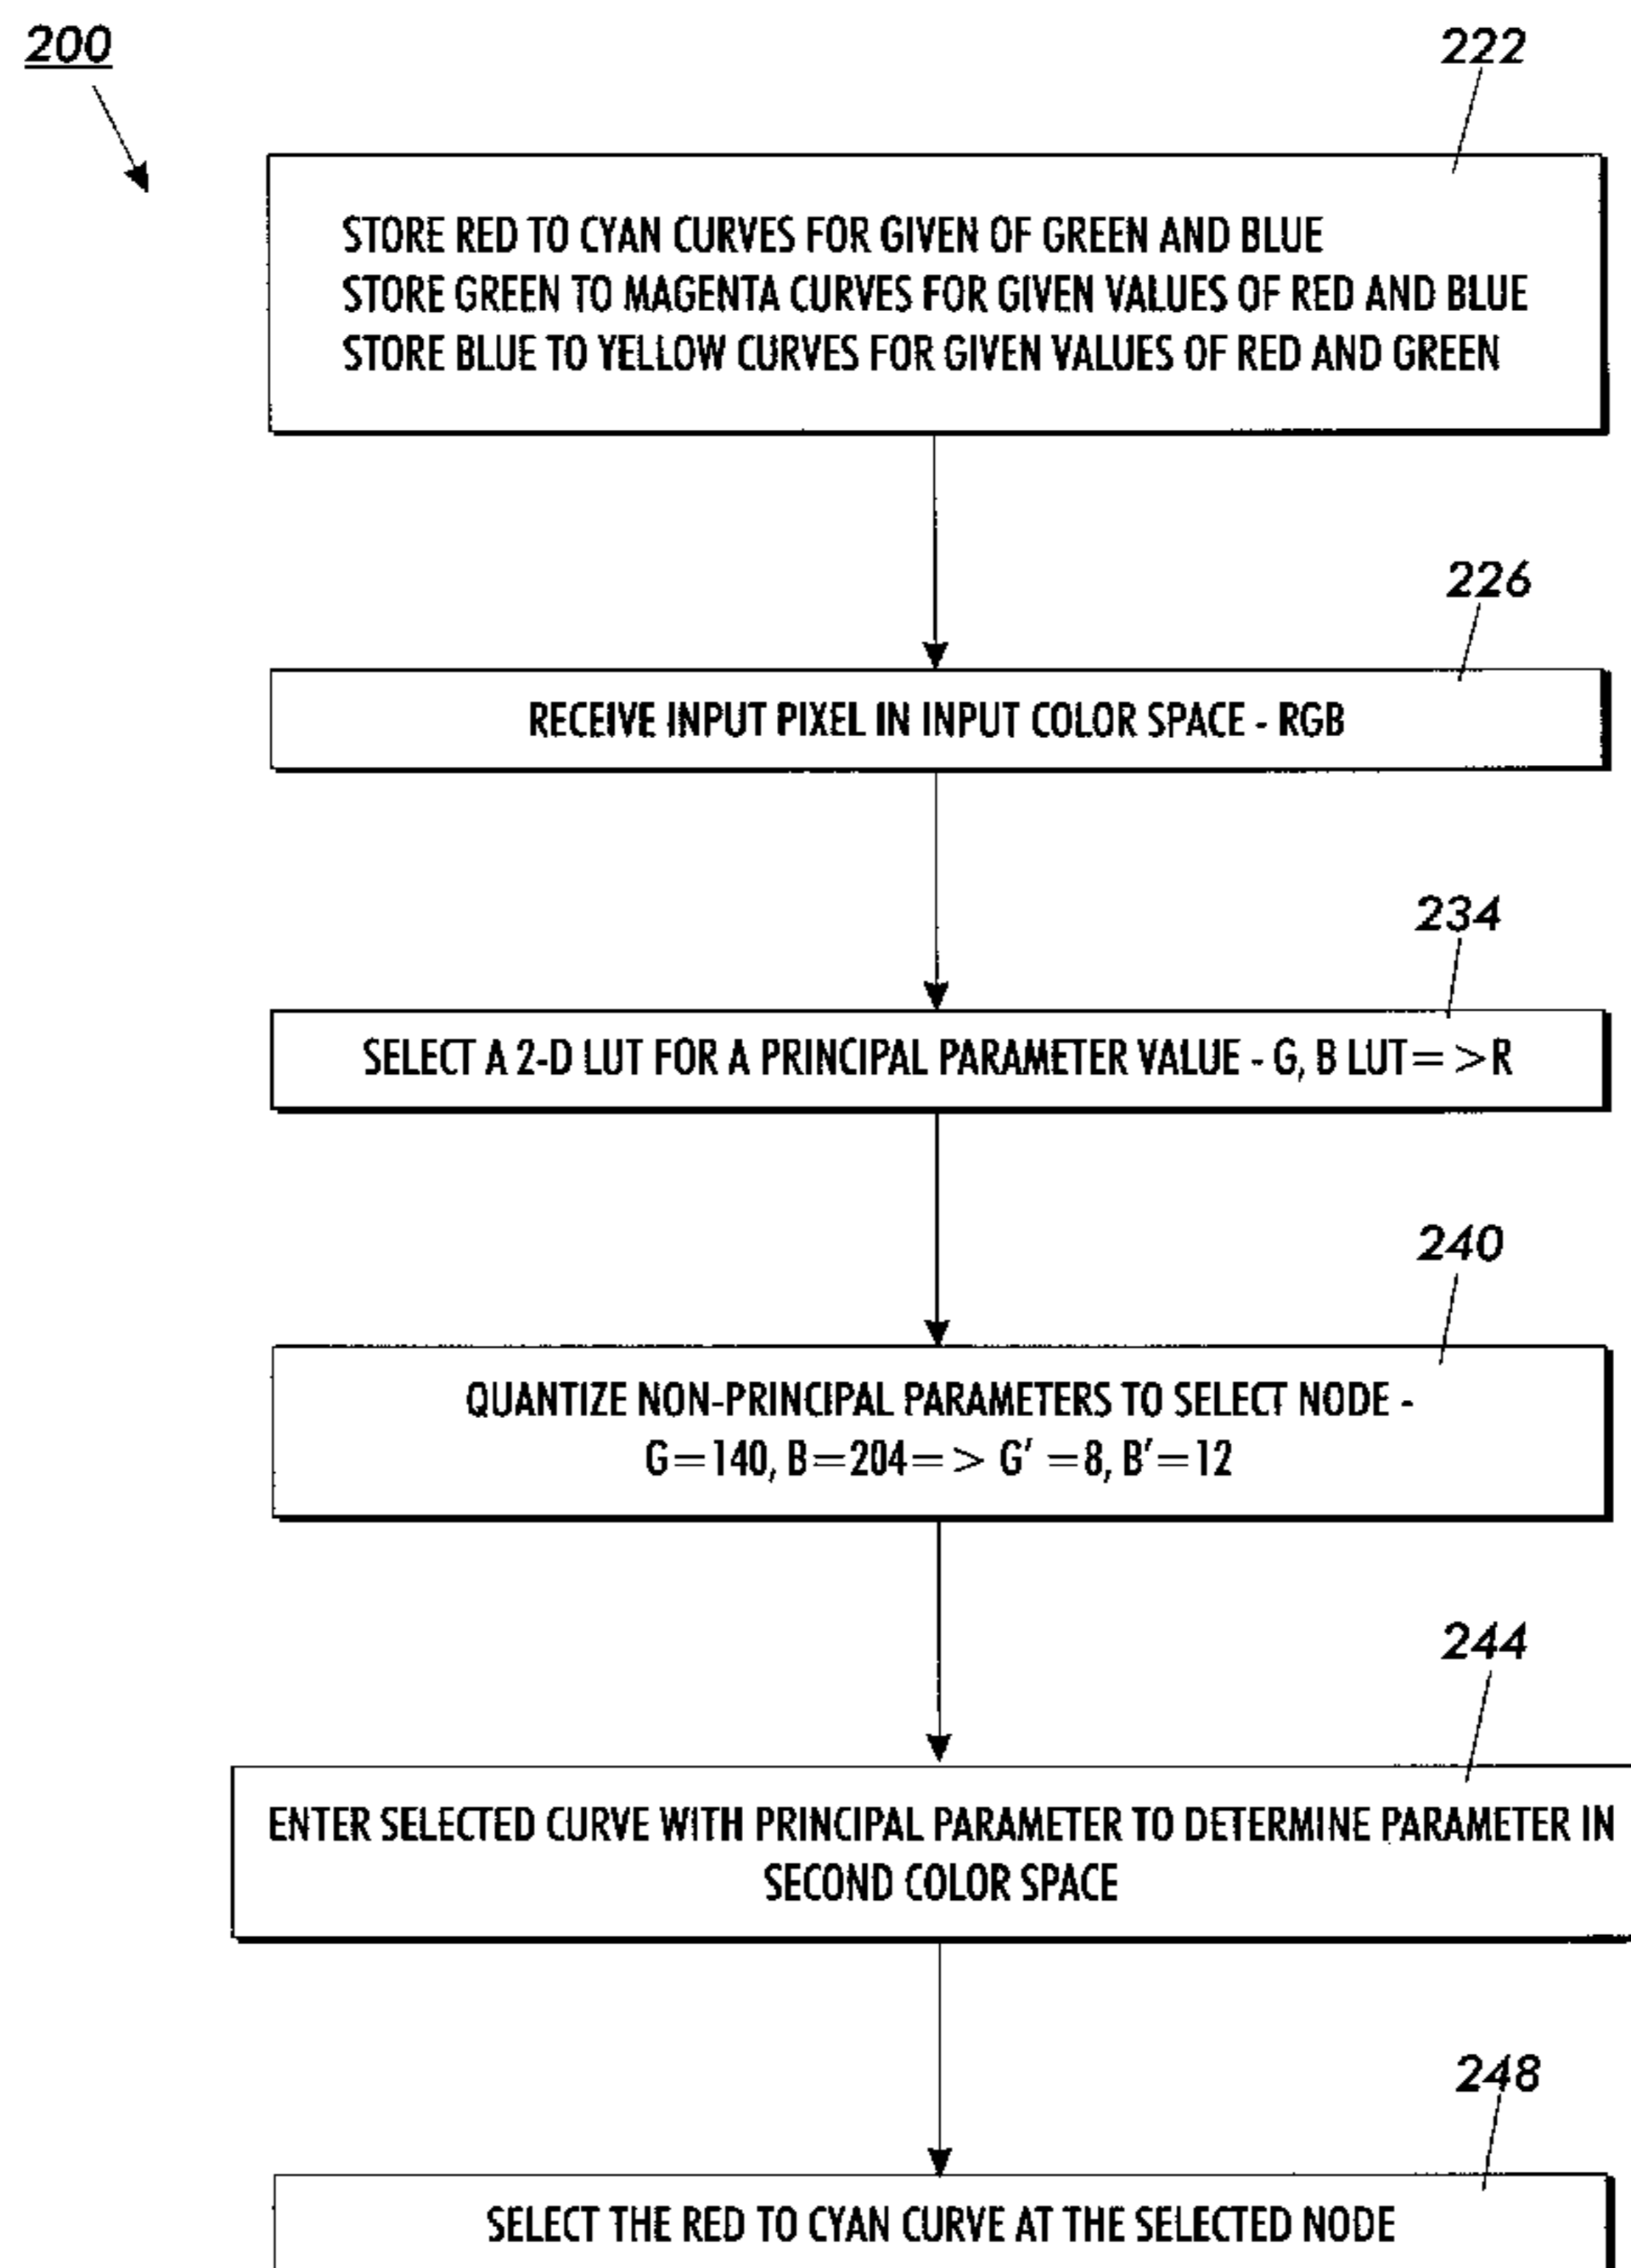 200
222
STORE RED TO CYAN CURVES FOR GIVEN OF GREEN AND BLUE
STORE GREEN TO MAGENTA CURVES FOR GIVEN VALUES OF RED AND BLUE
STORE BLUE TO YELLOW CURVES FOR GIVEN VALUES OF RED AND GREEN
226
RECEIVE INPUT PIXEL IN INPUT COLOR SPACE - RGB
234
SELECT A 2-D LUT FOR A PRINCIPAL PARAMETER VALUE - G, B LUT= >R
240
QUANTIZE NON-PRINCIPAL PARAMETERS TO SELECT NODE -
G=140, B=204= > G' =8, B'=12
244
ENTER SELECTED CURVE WITH PRINCIPAL PARAMETER TO DETERMINE PARAMETER IN
SECOND COLOR SPACE
248
SELECT THE RED TO CYAN CURVE AT THE SELECTED NODE